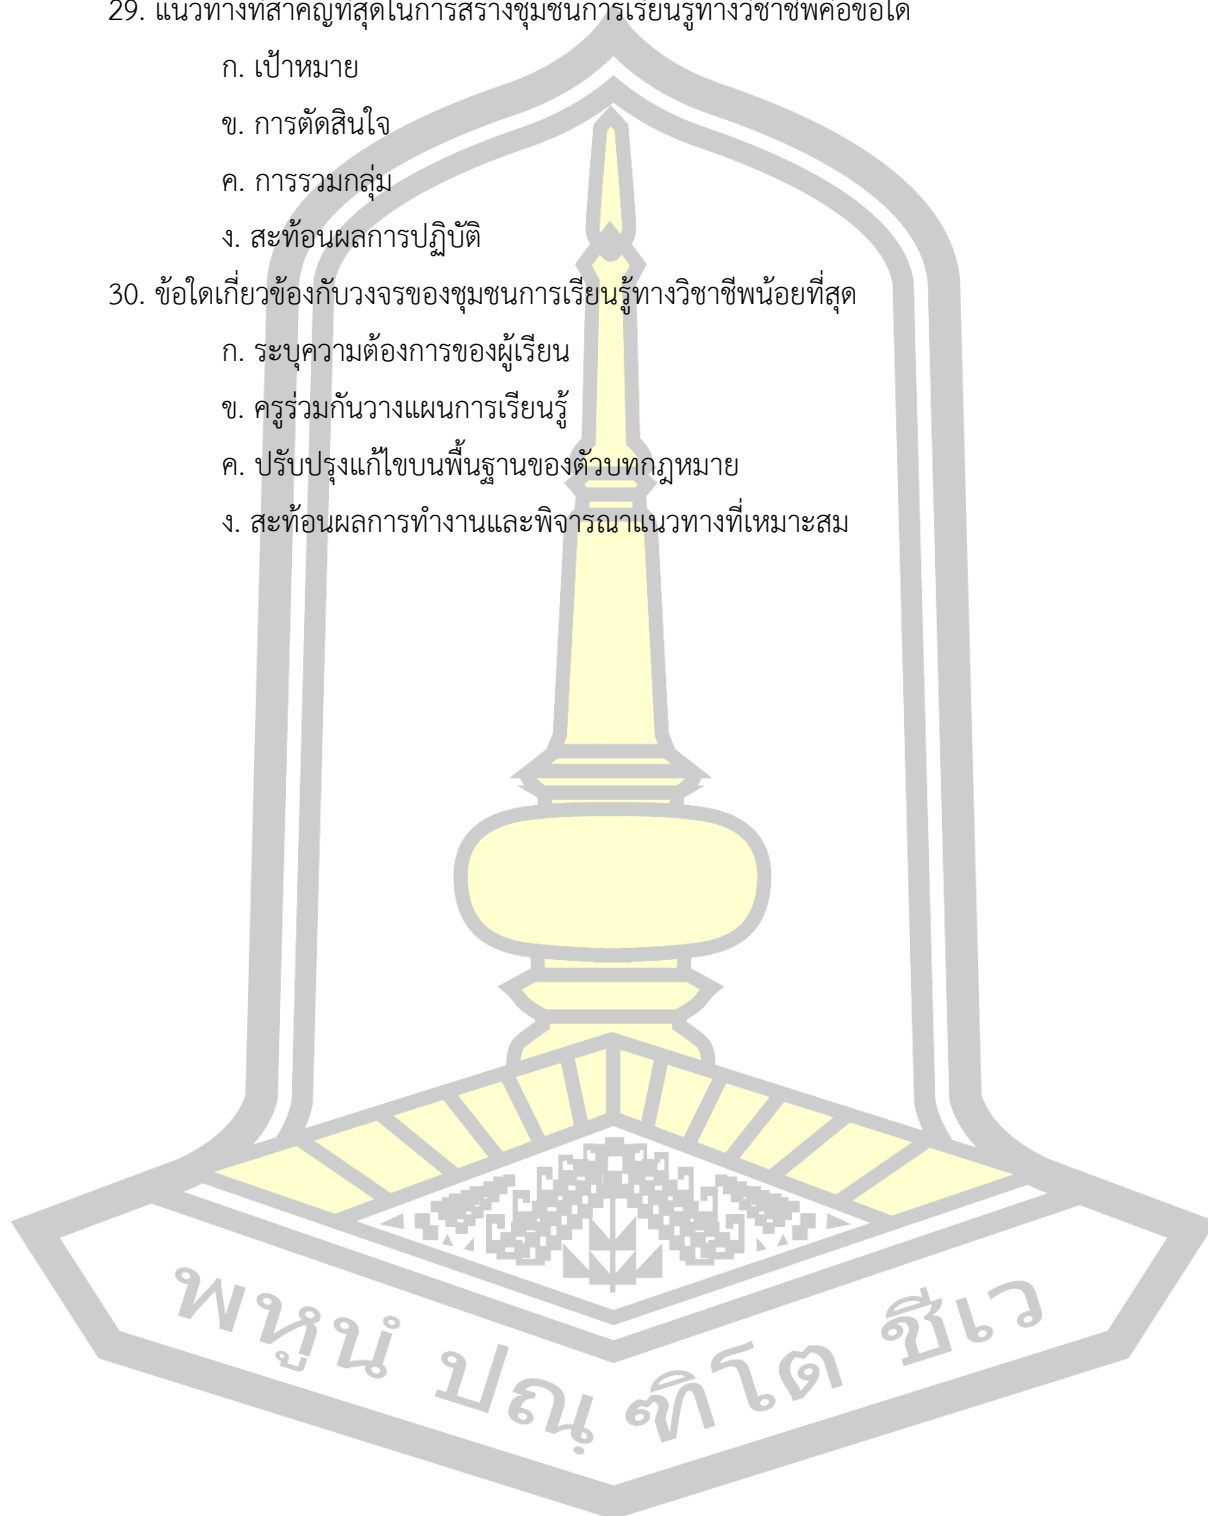 29. แนวทางที่สำคัญที่สุดในการสร้างชุมชนการเรียนรู้ทางวิชาชีพคือข้อใด
ก. เป้าหมาย
ข. การตัดสินใจ
ค. การรวมกลุ่ม
ง. สะท้อนผลการปฏิบัติ
30. ข้อใดเกี่ยวข้องกับวงจรของชุมชนการเรียนรู้ทางวิชาชีพน้อยที่สุด
ก. ระบุความต้องการของผู้เรียน
ข. ครูร่วมกันวางแผนการเรียนรู้
ค. ปรับปรุงแก้ไขบนพื้นฐานของตัวบทกฎหมาย
ง. สะท้อนผลการทำงานและพิจารณาแนวทางที่เหมาะสม
พหูนํ ปณฺฑิโต ชีเว